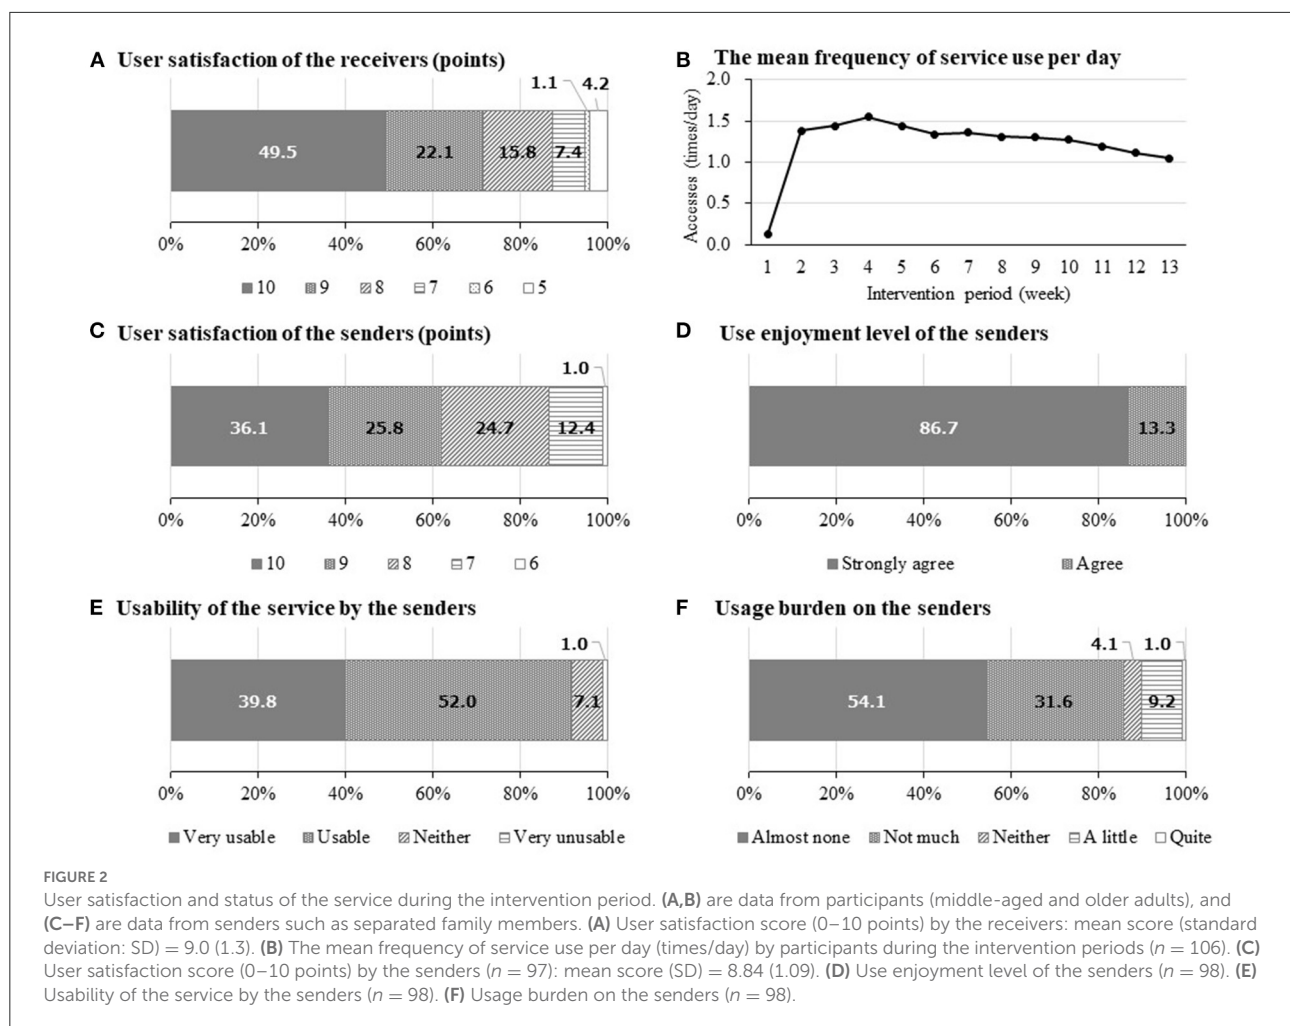 A User satisfaction of the receivers (points)
1.1 4.2
49.5 22.1 15.8 7.4
0% 20% 40% 60% 80% 100%
10 9 8 7 6 5
B The mean frequency of service use per day
Accesses (times/day)
2.0
1.5
1.0
0.5
0.0
1 2 3 4 5 6 7 8 9 10 11 12 13
Intervention period (week)
C User satisfaction of the senders (points)
1.0
36.1 25.8 24.7 12.4
0% 20% 40% 60% 80% 100%
10 9 8 7 6
D Use enjoyment level of the senders
86.7 13.3
0% 20% 40% 60% 80% 100%
Strongly agree Agree
E Usability of the service by the senders
1.0
39.8 52.0 7.1
0% 20% 40% 60% 80% 100%
Very usable Usable Neither Very unusable
F Usage burden on the senders
4.1 1.0
54.1 31.6 9.2
0% 20% 40% 60% 80% 100%
Almost none Not much Neither A little Quite
FIGURE 2
User satisfaction and status of the service during the intervention period. (A,B) are data from participants (middle-aged and older adults), and
(C–F) are data from senders such as separated family members. (A) User satisfaction score (0–10 points) by the receivers: mean score (standard
deviation: SD) = 9.0 (1.3). (B) The mean frequency of service use per day (times/day) by participants during the intervention periods (n = 106). (C)
User satisfaction score (0–10 points) by the senders (n = 97): mean score (SD) = 8.84 (1.09). (D) Use enjoyment level of the senders (n = 98). (E)
Usability of the service by the senders (n = 98). (F) Usage burden on the senders (n = 98).